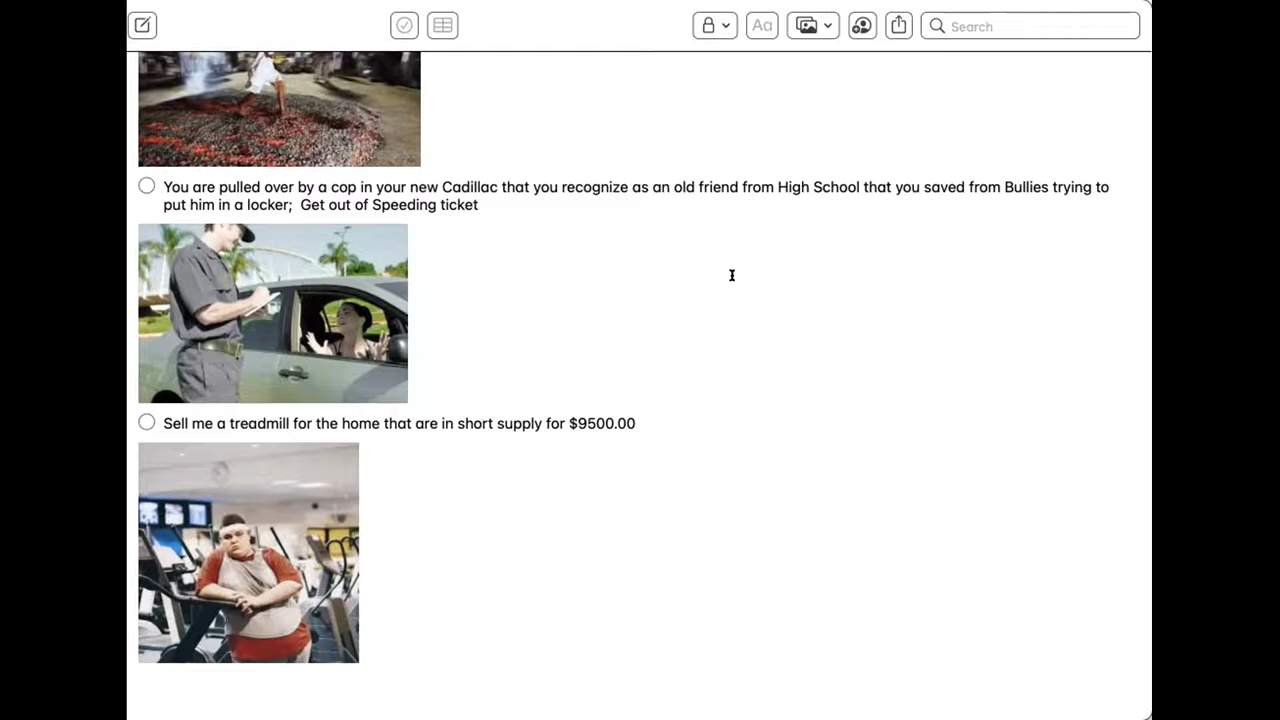 Aa
Search
You are pulled over by a cop in your new Cadillac that you recognize as an old friend from High School that you saved from Bullies trying to
put him in a locker;  Get out of Speeding ticket
Sell me a treadmill for the home that are in short supply for $9500.00